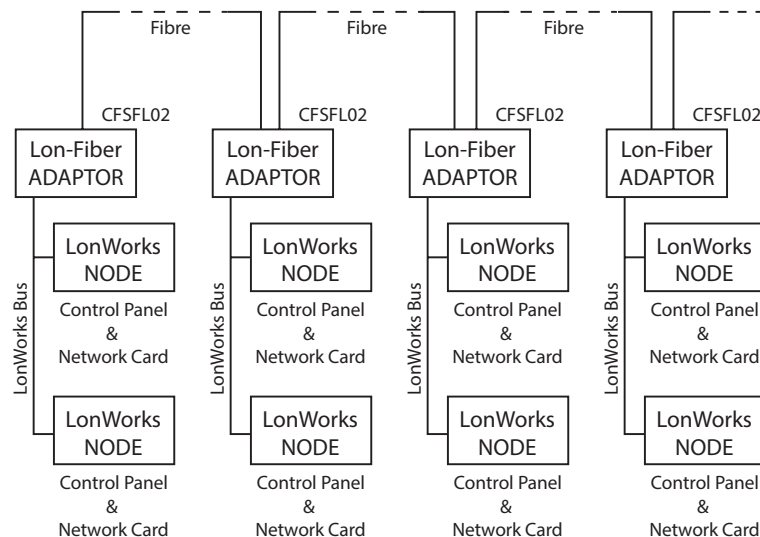 Fibre
Fibre
Fibre
CFSFL02
CFSFL02
CFSFL02
CFSFL02
Lon-Fiber
ADAPTOR
Lon-Fiber
ADAPTOR
Lon-Fiber
ADAPTOR
Lon-Fiber
ADAPTOR
LonWorks Bus
LonWorks
NODE
Control Panel
&
Network Card
LonWorks
NODE
Control Panel
&
Network Card
LonWorks Bus
LonWorks
NODE
Control Panel
&
Network Card
LonWorks
NODE
Control Panel
&
Network Card
LonWorks Bus
LonWorks
NODE
Control Panel
&
Network Card
LonWorks
NODE
Control Panel
&
Network Card
LonWorks Bus
LonWorks
NODE
Control Panel
&
Network Card
LonWorks
NODE
Control Panel
&
Network Card